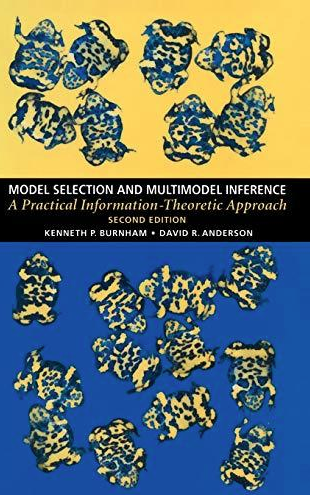 MODEL SELECTION AND MULTIMODEL INFERENCE
A Practical Information-Theoretic Approach
SECOND EDITION
KENNETH P. BURNHAM • DAVID R. ANDERSON